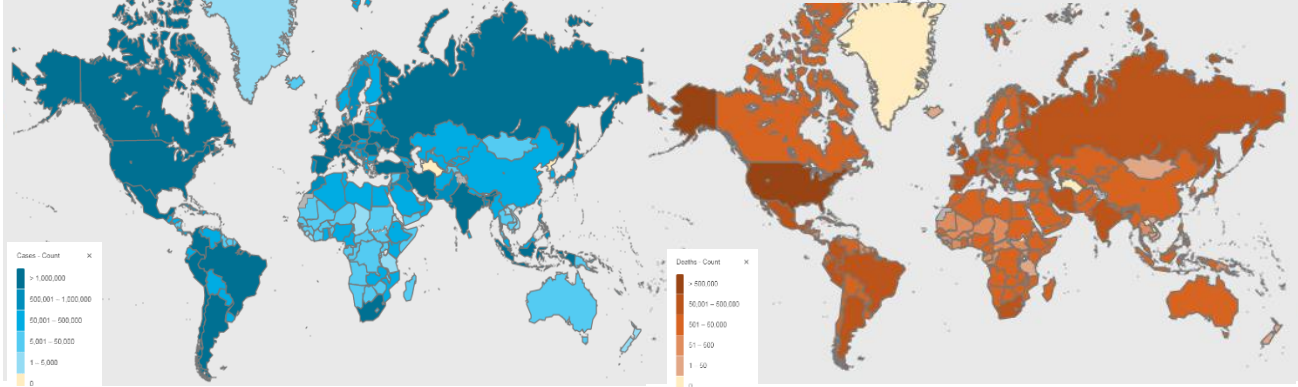 Cases - Count ×
> 1,000,000
500,001 – 1,000,000
50,001 – 500,000
5,001 – 50,000
1 – 5,000
0
Deaths - Count ×
> 500,000
50,001 – 500,000
501 – 50,000
51 – 500
1 – 50
0